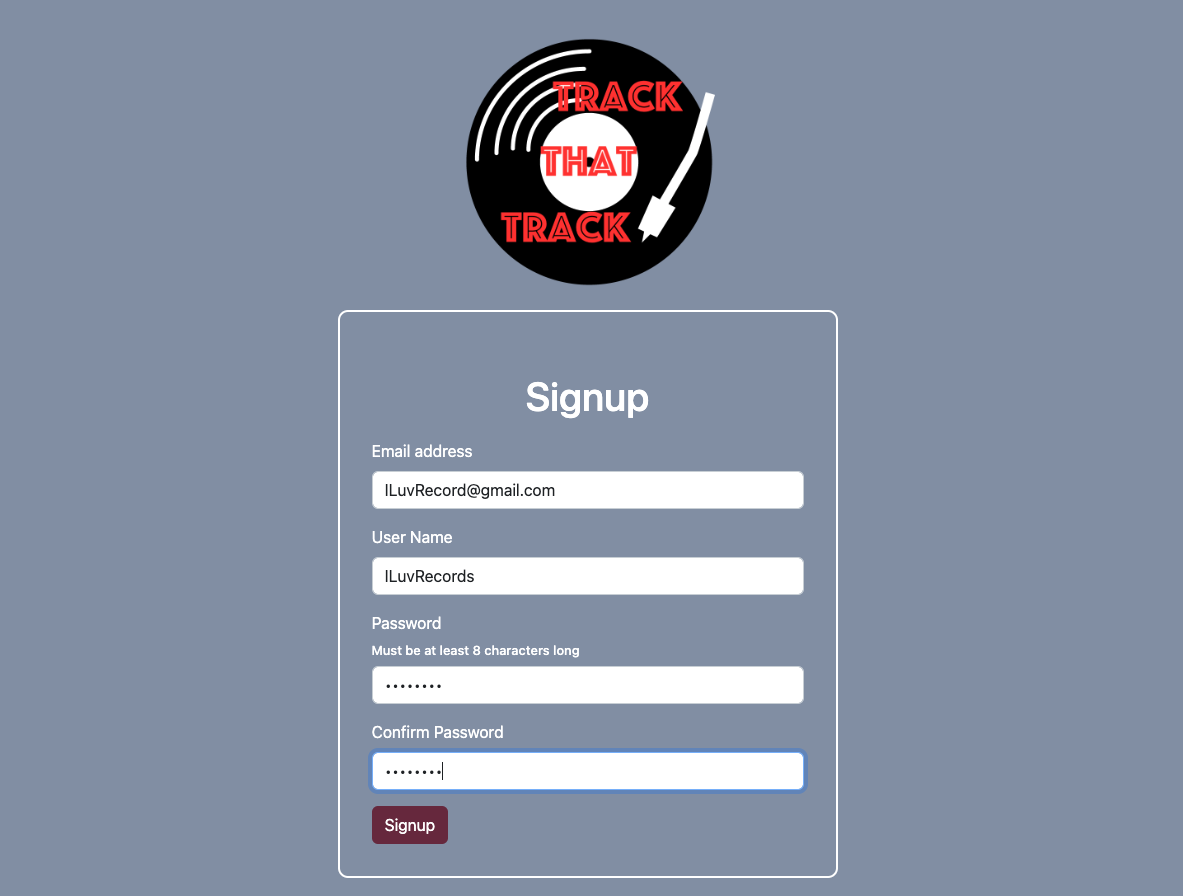 TRACK
THAT
TRACK
Signup
Email address
ILuvRecord@gmail.com
User Name
ILuvRecords
Password
Must be at least 8 characters long
••••••••
Confirm Password
••••••••
Signup